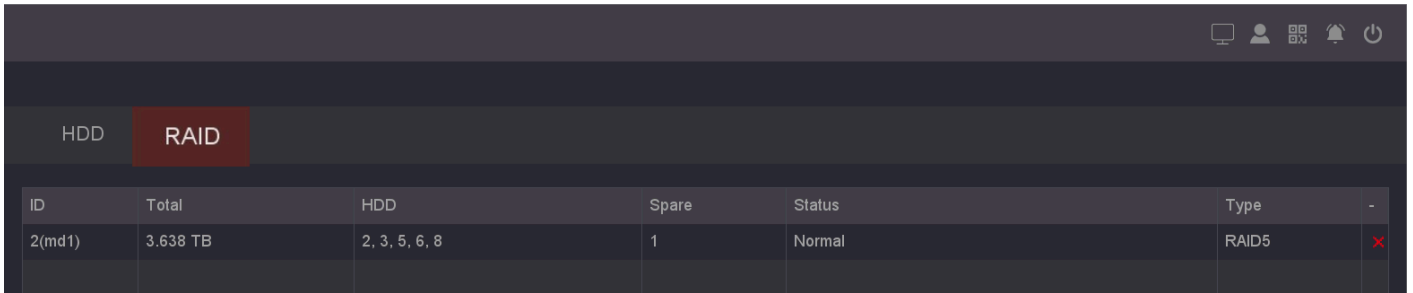 HDD RAID
ID Total HDD Spare Status Type -
2(md1) 3.638 TB 2, 3, 5, 6, 8 1 Normal RAID5 ×